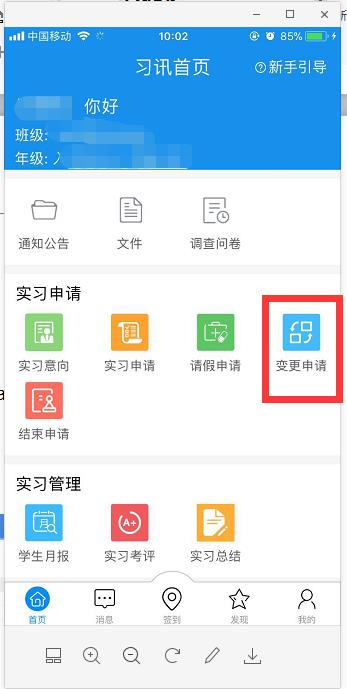 中国移动 10:02 85%
习讯首页 新手引导
你好
班级:
年级:
通知公告 文件 调查问卷
实习申请
实习意向 实习申请 请假申请 变更申请
结束申请
实习管理
A+
学生月报 实习考评 实习总结
首页 消息 签到 发现 我的